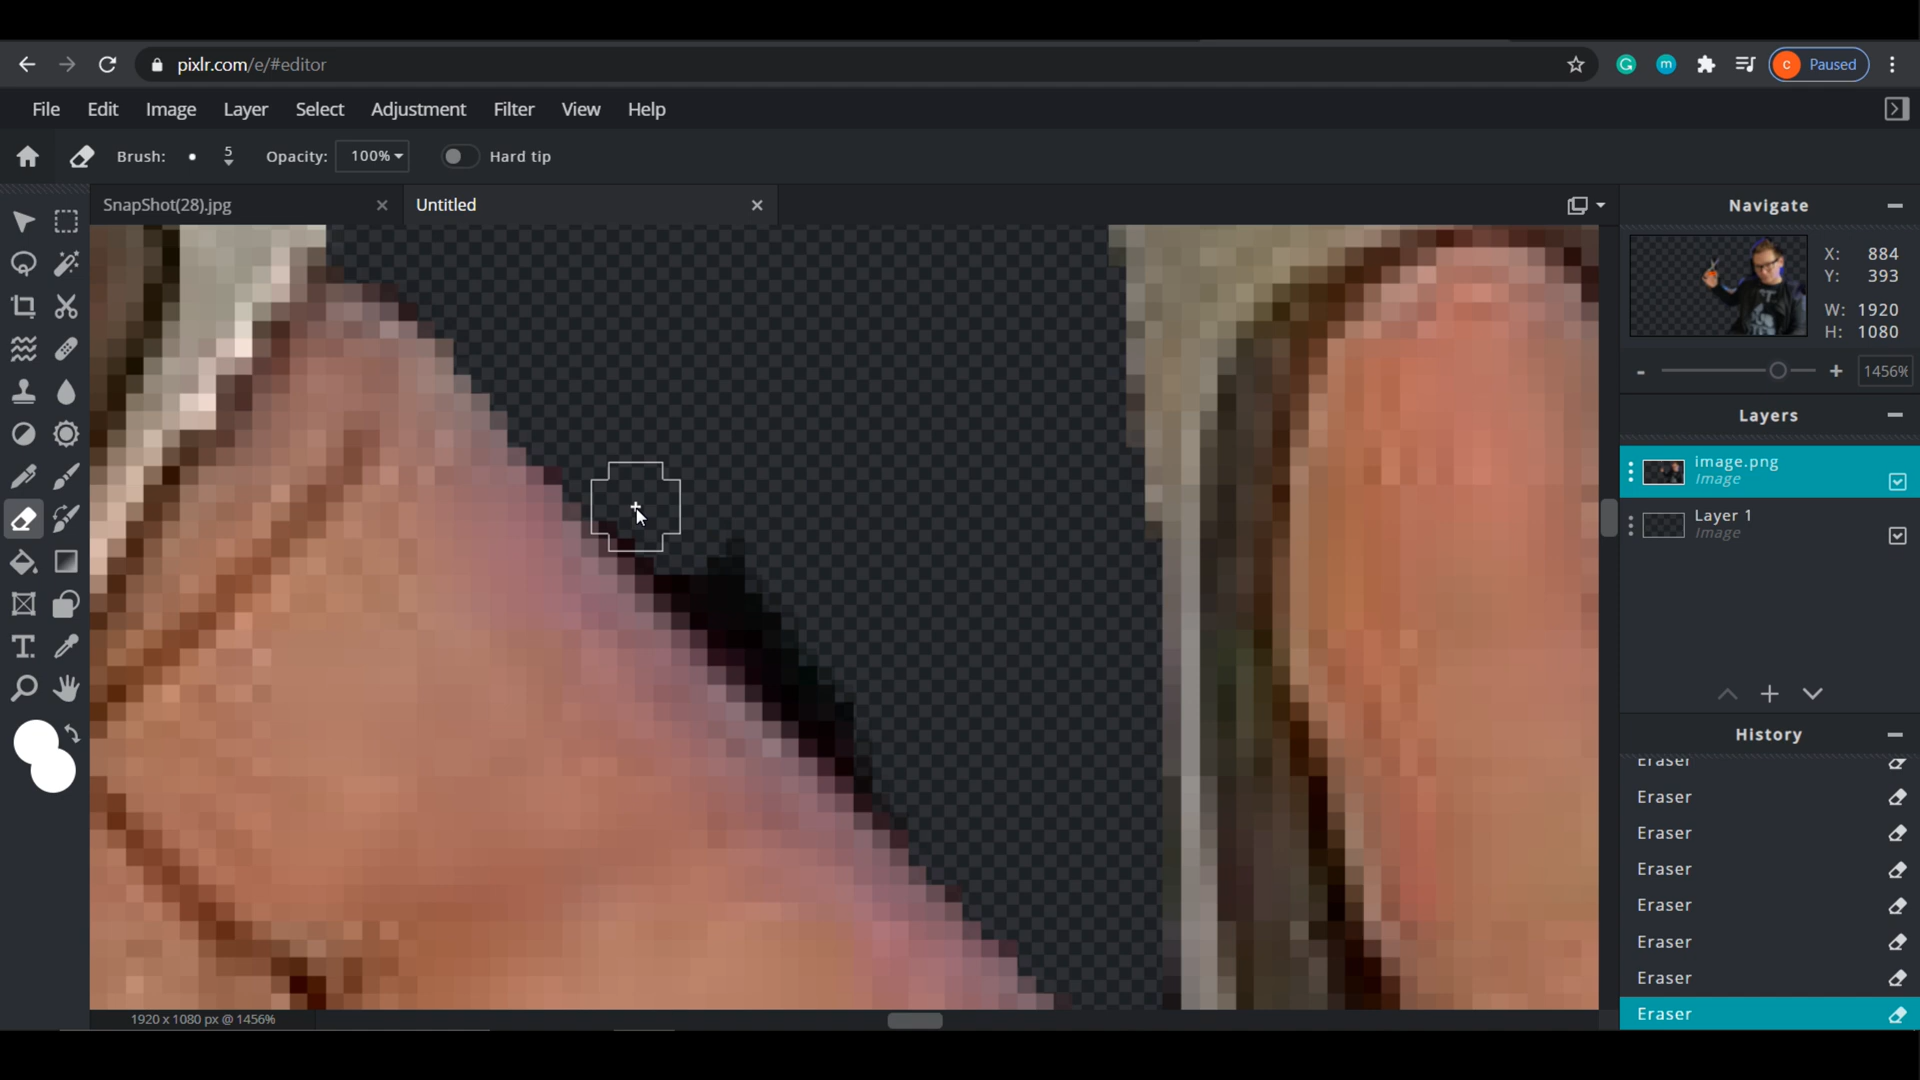 pixlr.com/e/#editor
C Paused
File Edit Image Layer Select Adjustment Filter View Help
Brush: 5 Opacity: 100% Hard tip
SnapShot(28).jpg
Untitled
Navigate
X: 884
Y: 393
W: 1920
H: 1080
- + 1456%
Layers
image.png
Image
Layer 1
Image
History
Eraser
Eraser
Eraser
Eraser
Eraser
Eraser
Eraser
Eraser
1920 x 1080 px @ 1456%